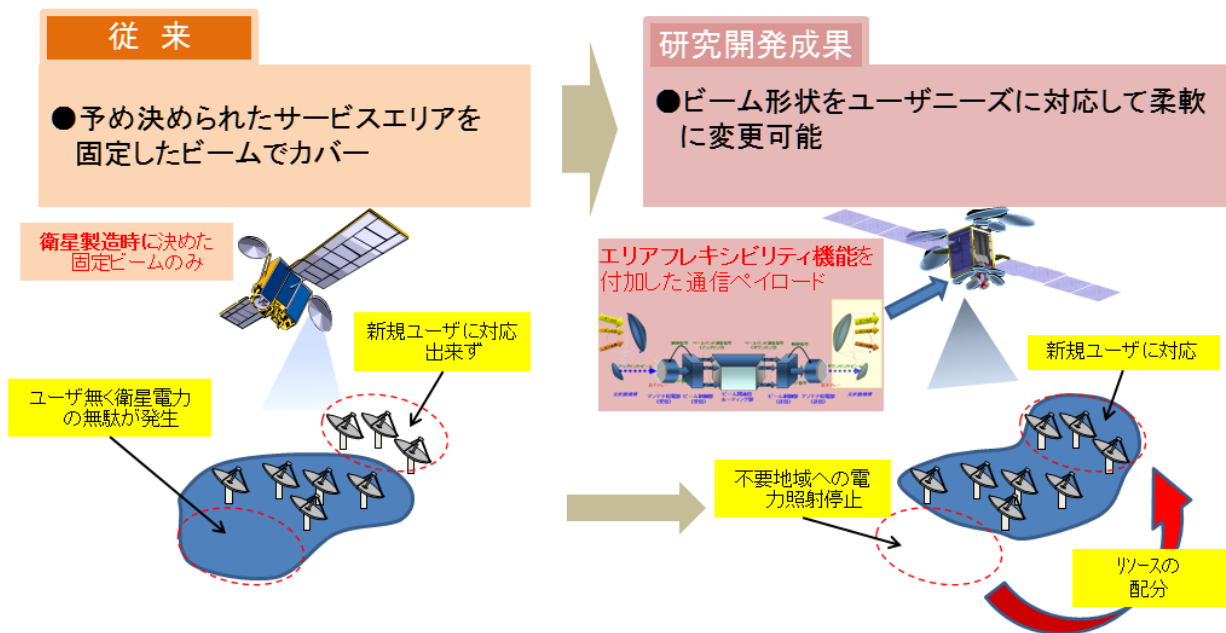 従 来
●予め決められたサービスエリアを
固定したビームでカバー
衛星製造時に決めた
固定ビームのみ
新規ユーザに対応
出来ず
ユーザ無く衛星電力
の無駄が発生
研究開発成果
●ビーム形状をユーザニーズに対応して柔軟
に変更可能
エリアフレキシビリティ機能を
付加した通信ペイロード
新規ユーザに対応
不要地域への電
力照射停止
リソースの
配分